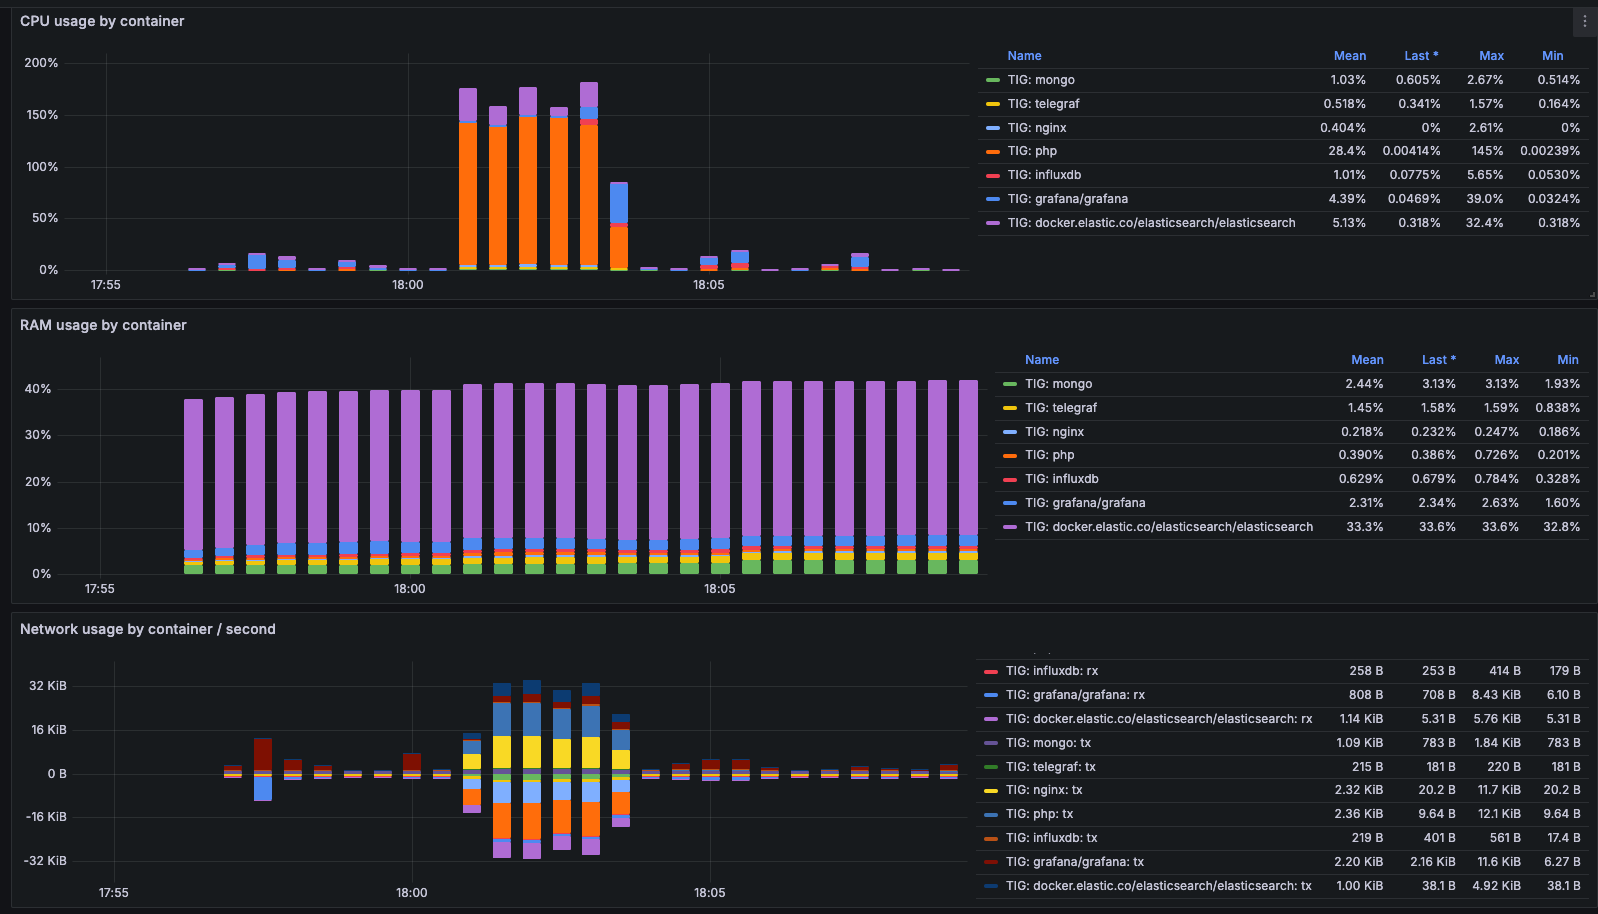 CPU usage by container
200%
150%
100%
50%
0%
17:55 18:00 18:05
Name Mean Last * Max Min
TIG: mongo 1.03% 0.605% 2.67% 0.514%
TIG: telegraf 0.518% 0.341% 1.57% 0.164%
TIG: nginx 0.404% 0% 2.61% 0%
TIG: php 28.4% 0.00414% 145% 0.00239%
TIG: influxdb 1.01% 0.0775% 5.65% 0.0530%
TIG: grafana/grafana 4.39% 0.0469% 39.0% 0.0324%
TIG: docker.elastic.co/elasticsearch/elasticsearch 5.13% 0.318% 32.4% 0.318%
RAM usage by container
40%
30%
20%
10%
0%
17:55 18:00 18:05
Name Mean Last * Max Min
TIG: mongo 2.44% 3.13% 3.13% 1.93%
TIG: telegraf 1.45% 1.58% 1.59% 0.838%
TIG: nginx 0.218% 0.232% 0.247% 0.186%
TIG: php 0.390% 0.386% 0.726% 0.201%
TIG: influxdb 0.629% 0.679% 0.784% 0.328%
TIG: grafana/grafana 2.31% 2.34% 2.63% 1.60%
TIG: docker.elastic.co/elasticsearch/elasticsearch 33.3% 33.6% 33.6% 32.8%
Network usage by container / second
32 KiB
16 KiB
0 B
-16 KiB
-32 KiB
17:55 18:00 18:05
TIG: influxdb: rx 258 B 253 B 414 B 179 B
TIG: grafana/grafana: rx 808 B 708 B 8.43 KiB 6.10 B
TIG: docker.elastic.co/elasticsearch/elasticsearch: rx 1.14 KiB 5.31 B 5.76 KiB 5.31 B
TIG: mongo: tx 1.09 KiB 783 B 1.84 KiB 783 B
TIG: telegraf: tx 215 B 181 B 220 B 181 B
TIG: nginx: tx 2.32 KiB 20.2 B 11.7 KiB 20.2 B
TIG: php: tx 2.36 KiB 9.64 B 12.1 KiB 9.64 B
TIG: influxdb: tx 219 B 401 B 561 B 17.4 B
TIG: grafana/grafana: tx 2.20 KiB 2.16 KiB 11.6 KiB 6.27 B
TIG: docker.elastic.co/elasticsearch/elasticsearch: tx 1.00 KiB 38.1 B 4.92 KiB 38.1 B